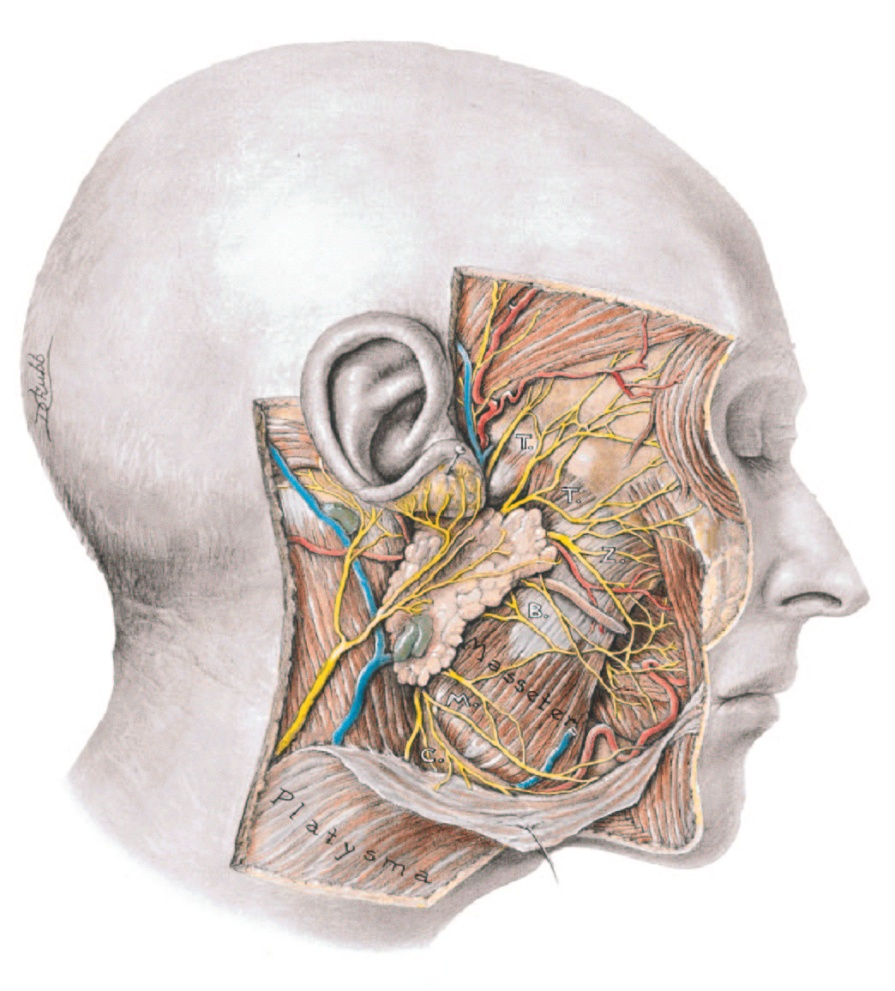 T.
T.
Z.
B.
Masseter
M.
C.
Platysma